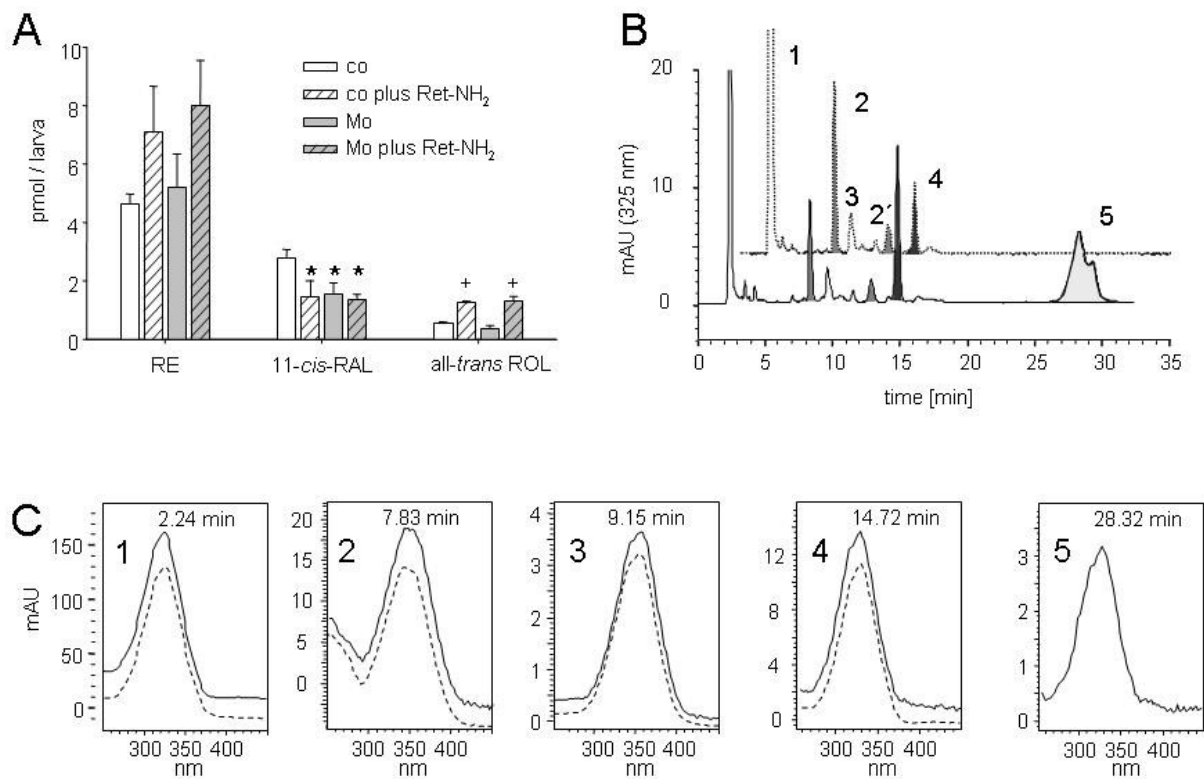 A
10
8
6
4
2
0
pmol / larva
co
co plus Ret-NH₂
Mo
Mo plus Ret-NH₂
* * *
+ +
RE
11-cis-RAL
all-trans ROL
B
20
10
0
mAU (325 nm)
1
2
3
2´
4
5
0 5 10 15 20 25 30 35
time [min]
C
mAU
1
2.24 min
150
100
50
0
300 350 400
nm
2
7.83 min
20
15
10
5
0
300 350 400
nm
3
9.15 min
4
3
2
1
0
300 350 400
nm
4
14.72 min
12
8
4
0
300 350 400
nm
5
28.32 min
3
2
1
0
300 350 400
nm